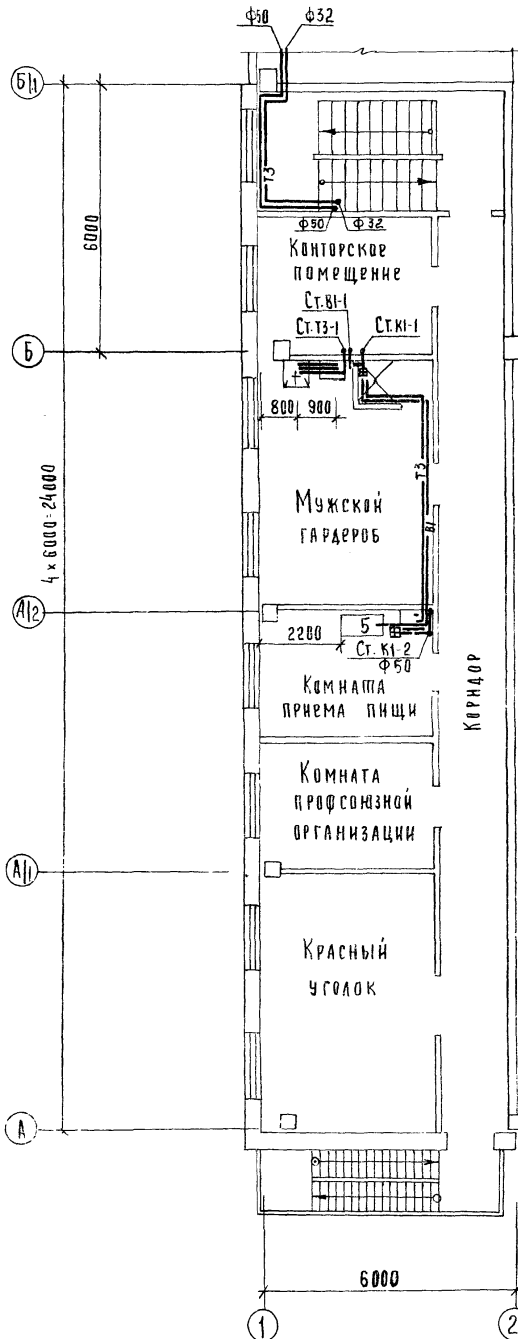 ф50 ф32
Б/1
Т3
6000
ф50 ф32
Конторское
помещение
Ст.В1-1
Ст.Т3-1 Ст.К1-1
Б
800 900
4 х 6000=24000
Т3
Мужской
гардероб
В1
А/2
5
2200
Ст. К1-2
ф50
Комната
приема пищи
Коридор
Комната
профсоюзной
организации
А/1
Красный
уголок
А
6000
1 2